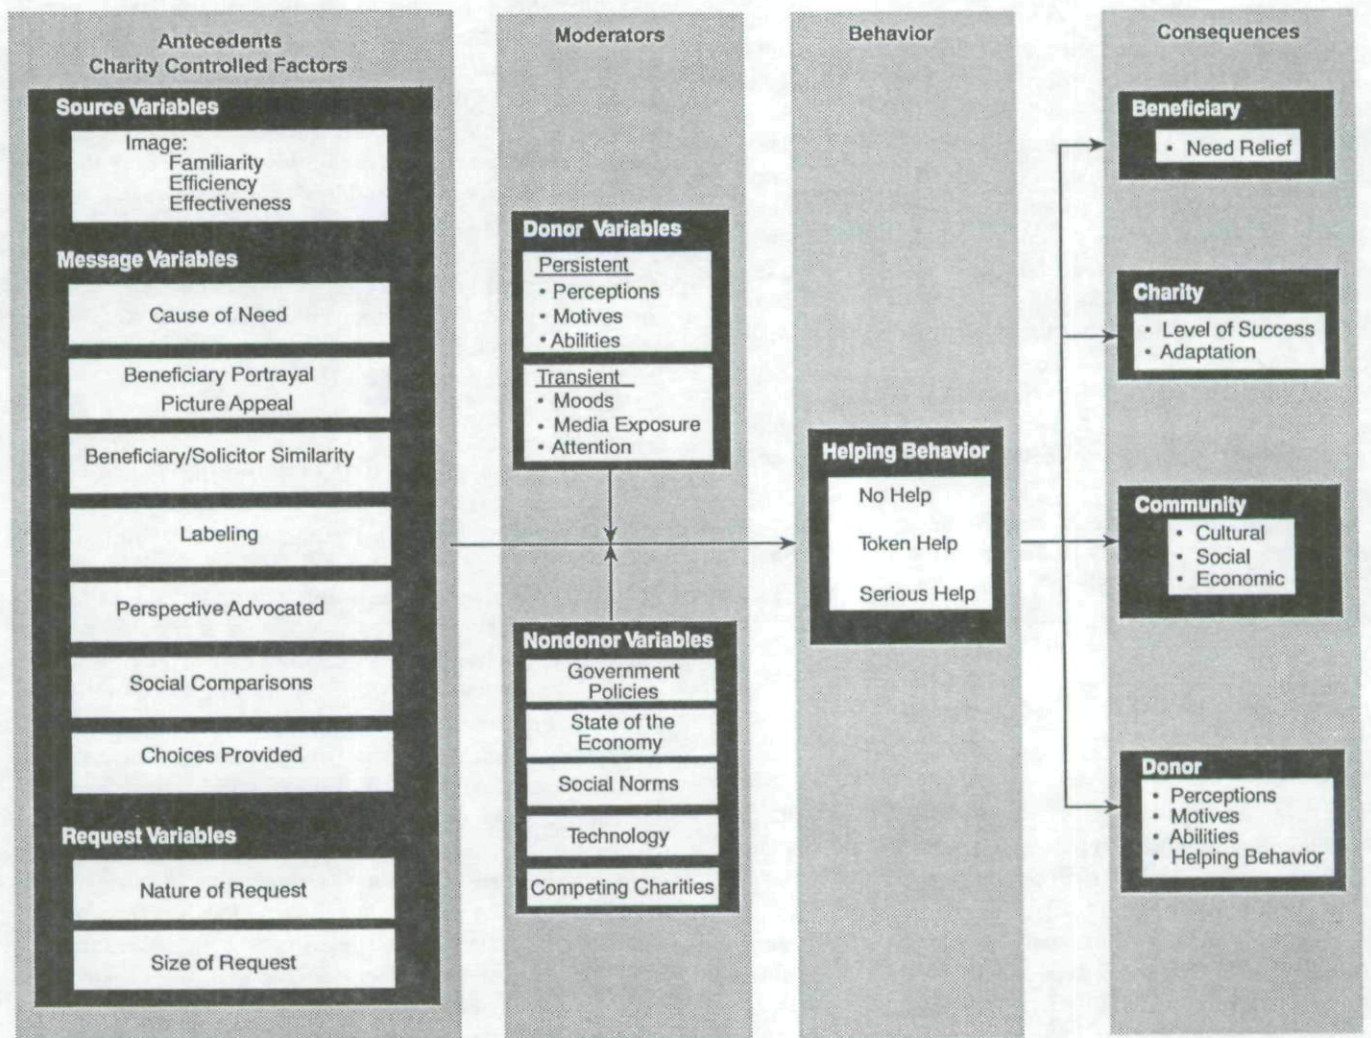 Antecedents
Charity Controlled Factors
Source Variables
Image:
Familiarity
Efficiency
Effectiveness
Message Variables
Cause of Need
Beneficiary Portrayal
Picture Appeal
Beneficiary/Solicitor Similarity
Labeling
Perspective Advocated
Social Comparisons
Choices Provided
Request Variables
Nature of Request
Size of Request
Moderators
Donor Variables
Persistent
• Perceptions
• Motives
• Abilities
Transient
• Moods
• Media Exposure
• Attention
Nondonor Variables
Government
Policies
State of the
Economy
Social Norms
Technology
Competing Charities
Behavior
Helping Behavior
No Help
Token Help
Serious Help
Consequences
Beneficiary
• Need Relief
Charity
• Level of Success
• Adaptation
Community
• Cultural
• Social
• Economic
Donor
• Perceptions
• Motives
• Abilities
• Helping Behavior